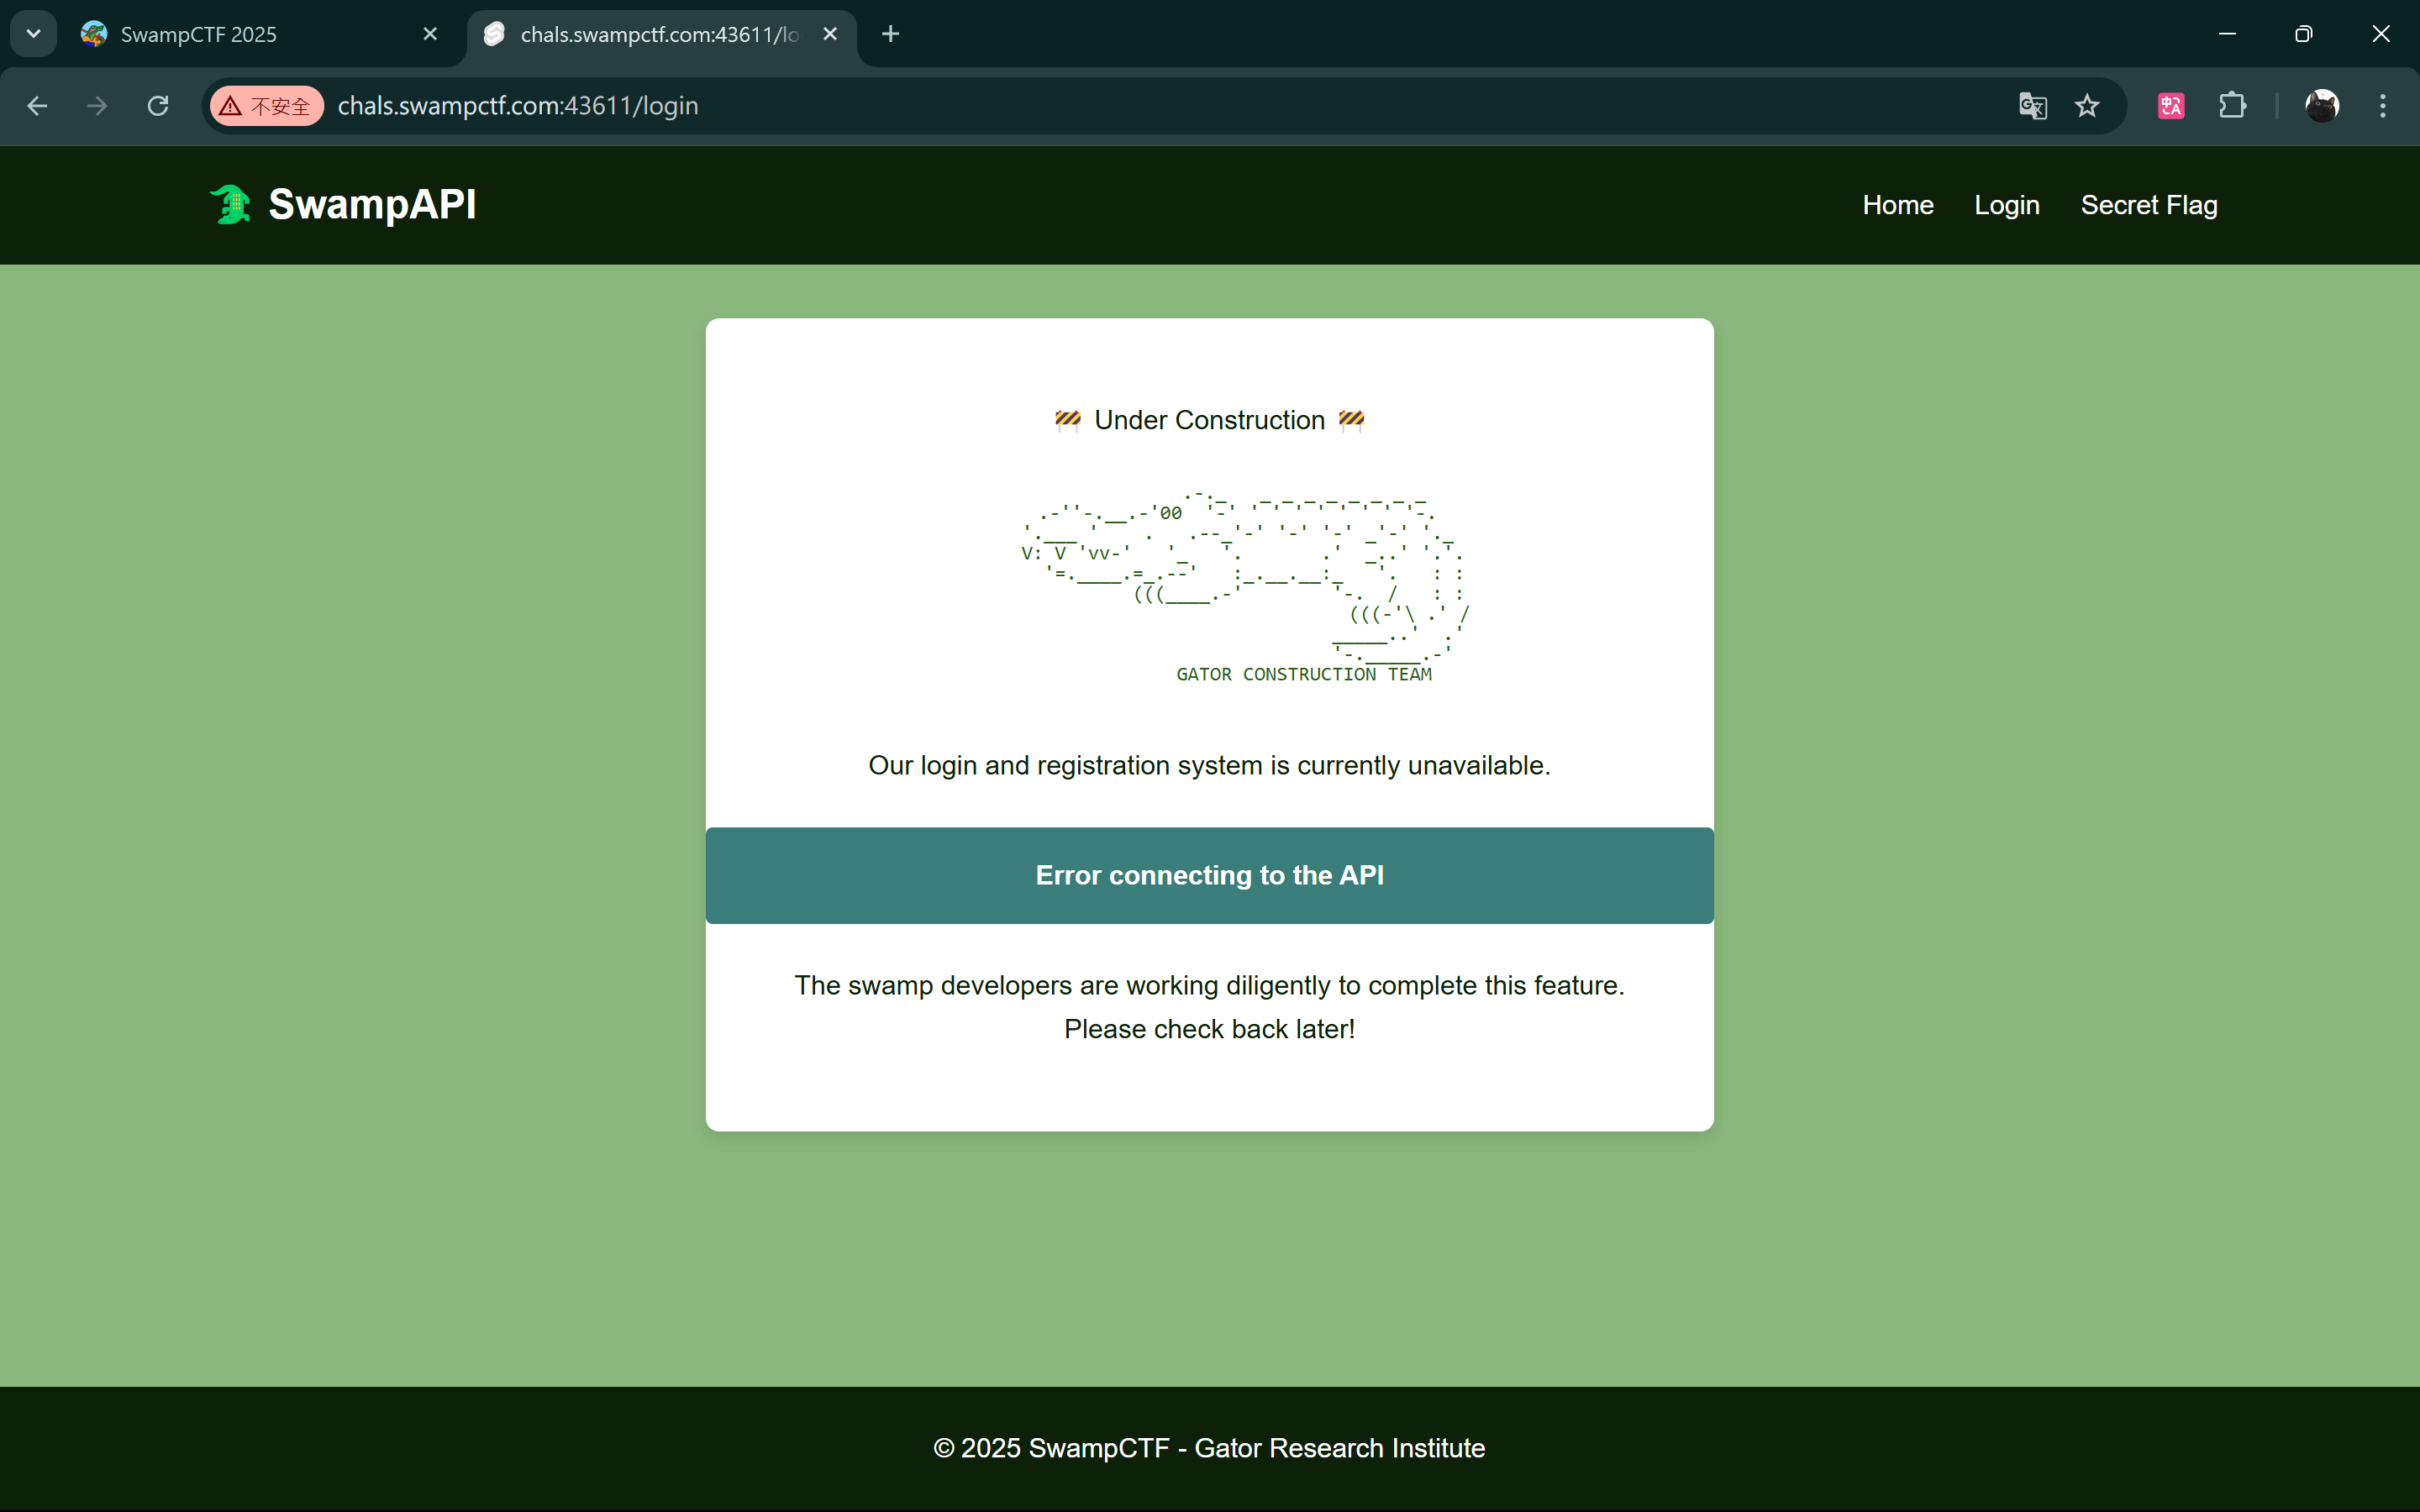 SwampCTF 2025
chals.swampctf.com:43611/lo
不安全 chals.swampctf.com:43611/login
SwampAPI
Home Login Secret Flag
🚧 Under Construction 🚧
GATOR CONSTRUCTION TEAM
Our login and registration system is currently unavailable.
Error connecting to the API
The swamp developers are working diligently to complete this feature.
Please check back later!
© 2025 SwampCTF - Gator Research Institute